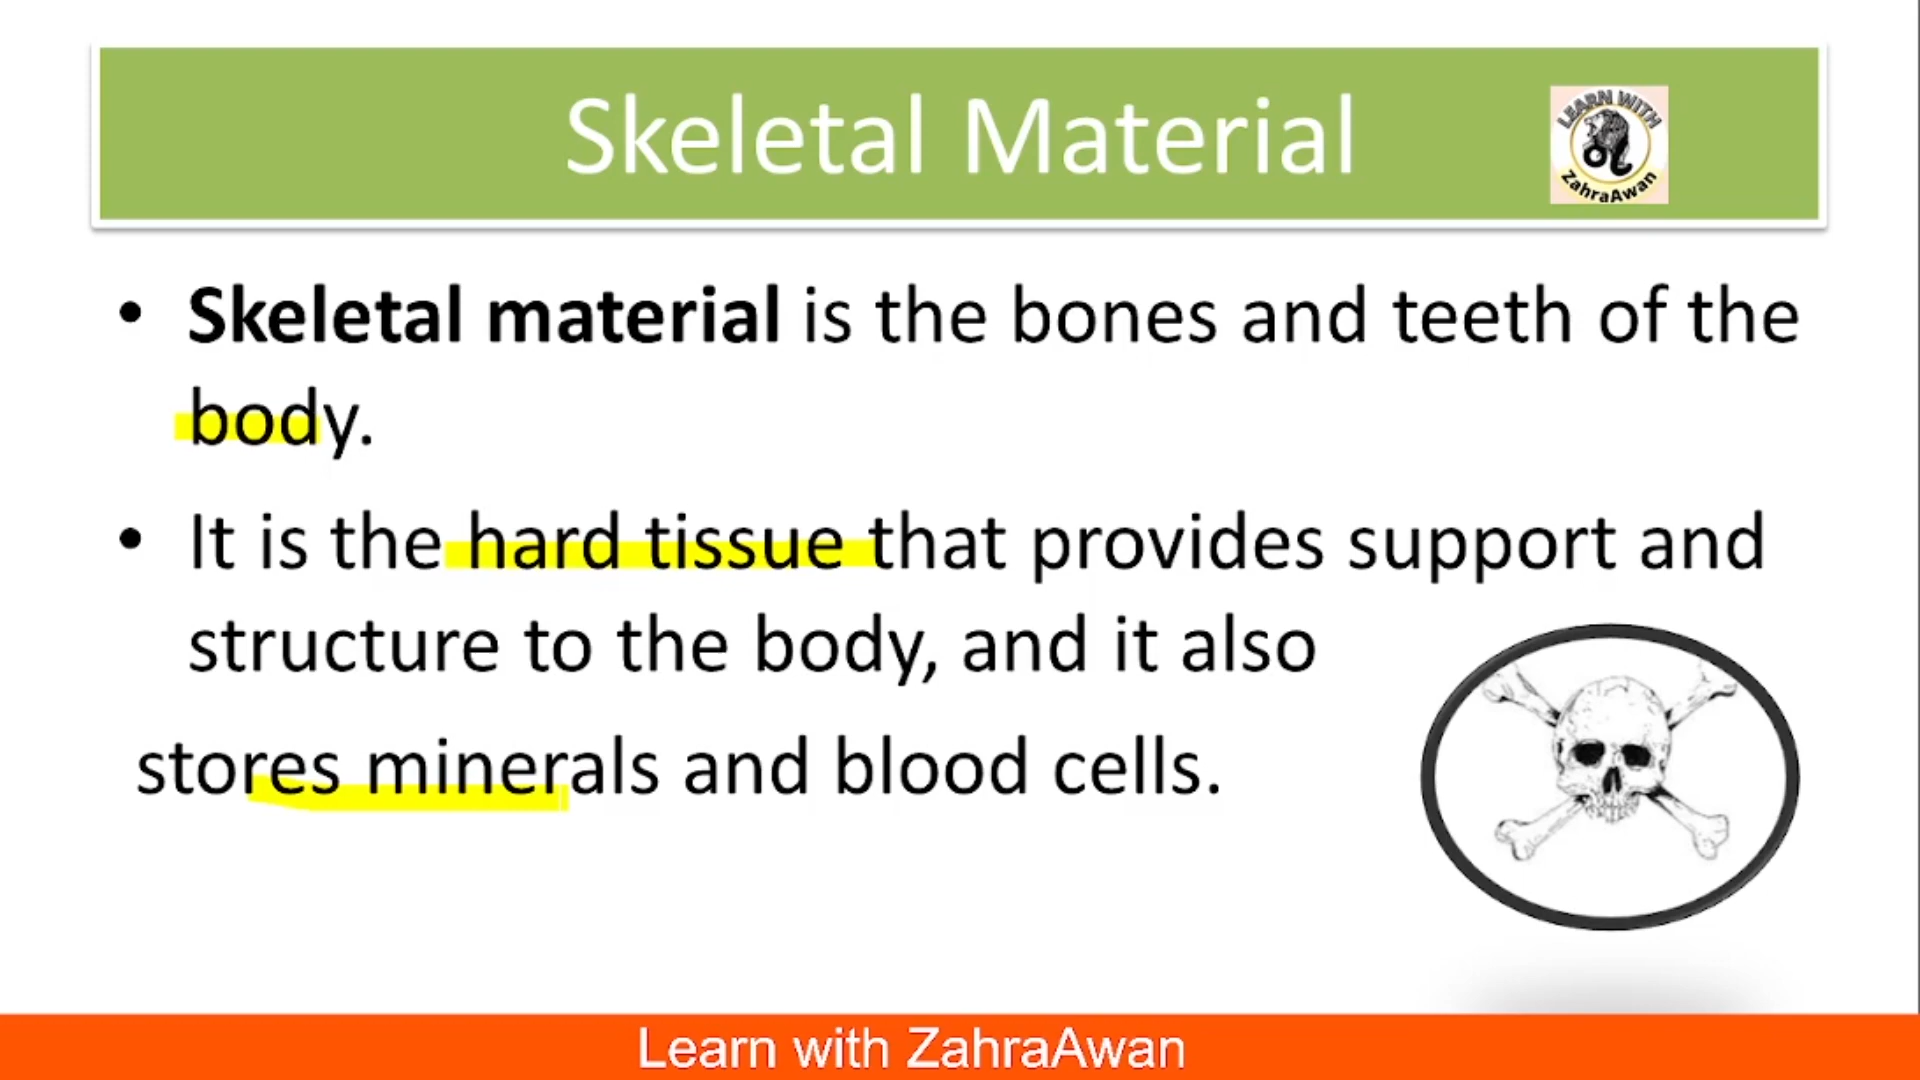 Skeletal Material
LEARN WITH
ZahraAwan
• Skeletal material is the bones and teeth of the
body.
• It is the hard tissue that provides support and
structure to the body, and it also
stores minerals and blood cells.
Learn with ZahraAwan